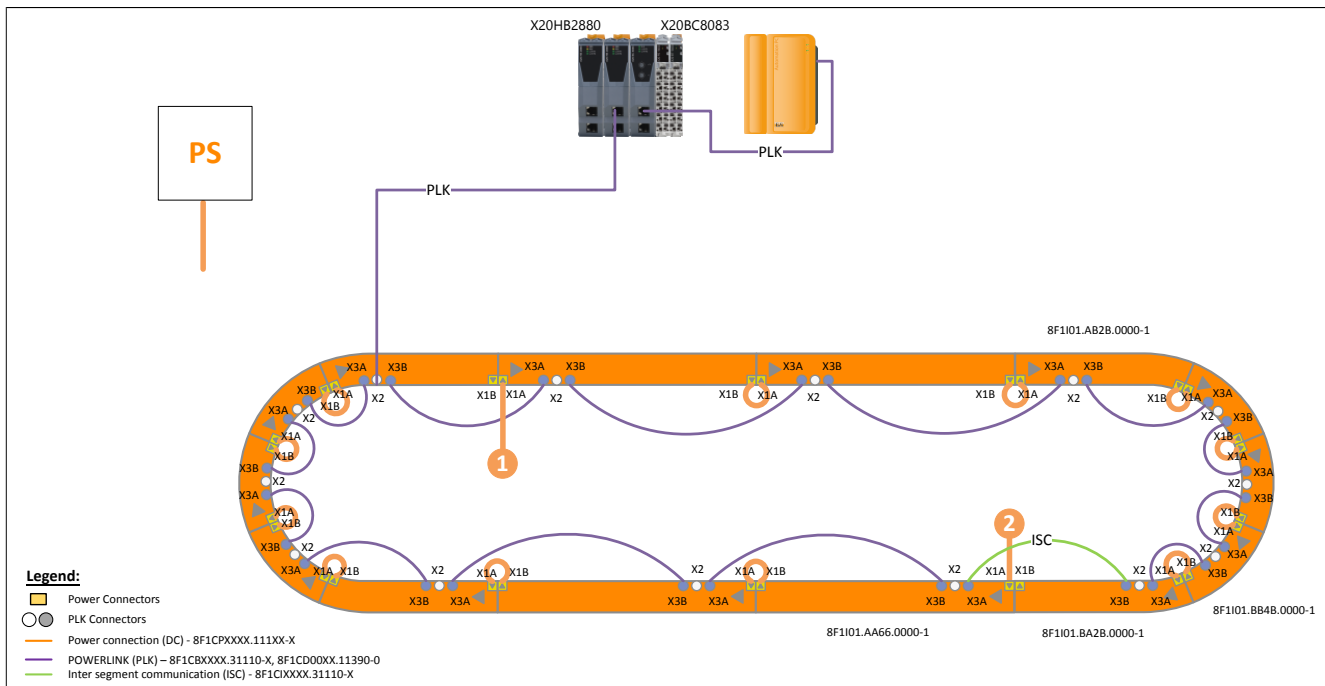 X20HB2880 X20BC8083
PS
PLK
PLK
8F1I01.AB2B.0000-1
X3A X3B X3A X3B X3A X3B X3A X3B
X3B X1A X2 X1B X1A X2 X1B X1A X2 X1B X1A X2 X1B X1A X3A
X3A X1B X2
X2 X3B
X1A X1B
X1B X1A
1
X3B X3A
X2 X2
X3A X3B
X1A X1B
2
X1B X1A
ISC
X3B X2 X2 X3A
X3A X1A X1B X2 X1A X1B X2 X1A X1B X2 X1A X1B X2 X1A X1B X3B
X3B X3A X3B X3A X3B X3A X3B X3A
8F1I01.BB4B.0000-1
8F1I01.AA66.0000-1
8F1I01.BA2B.0000-1
Legend:
Power Connectors
PLK Connectors
Power connection (DC) - 8F1CPXXXX.111XX-X
POWERLINK (PLK) – 8F1CBXXXX.31110-X, 8F1CD00XX.11390-0
Inter segment communication (ISC) - 8F1CIXXXX.31110-X